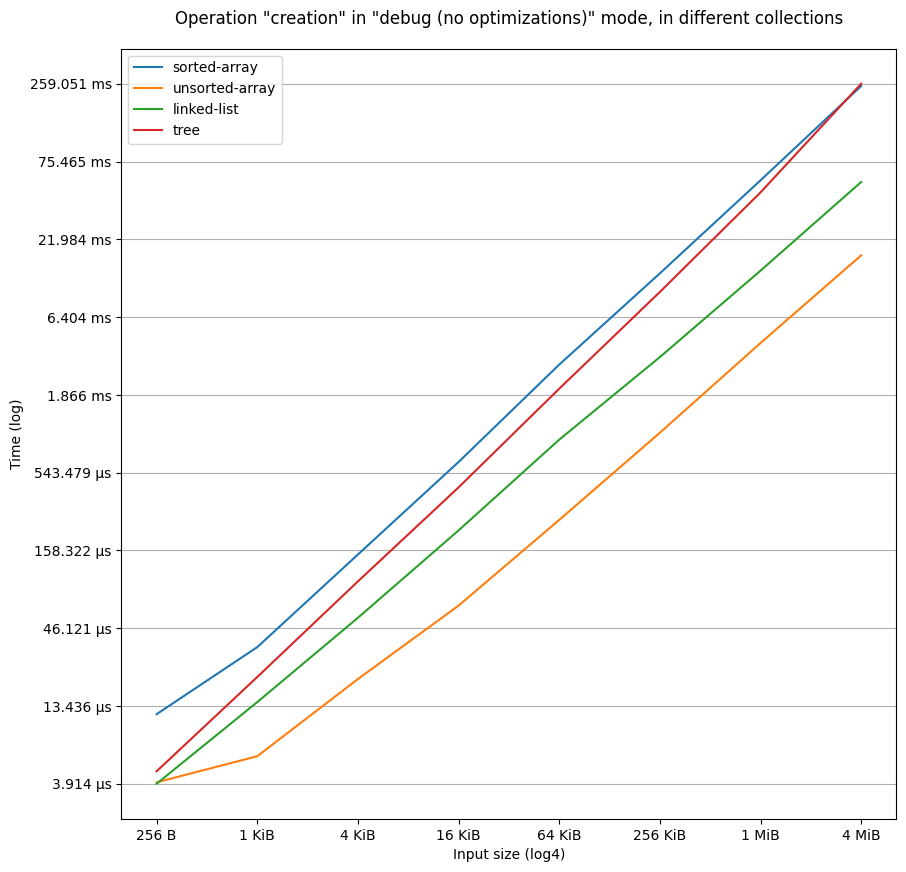 Operation "creation" in "debug (no optimizations)" mode, in different collections
sorted-array
unsorted-array
linked-list
tree
259.051 ms
75.465 ms
21.984 ms
6.404 ms
1.866 ms
543.479 µs
158.322 µs
46.121 µs
13.436 µs
3.914 µs
Time (log)
256 B
1 KiB
4 KiB
16 KiB
64 KiB
256 KiB
1 MiB
4 MiB
Input size (log4)